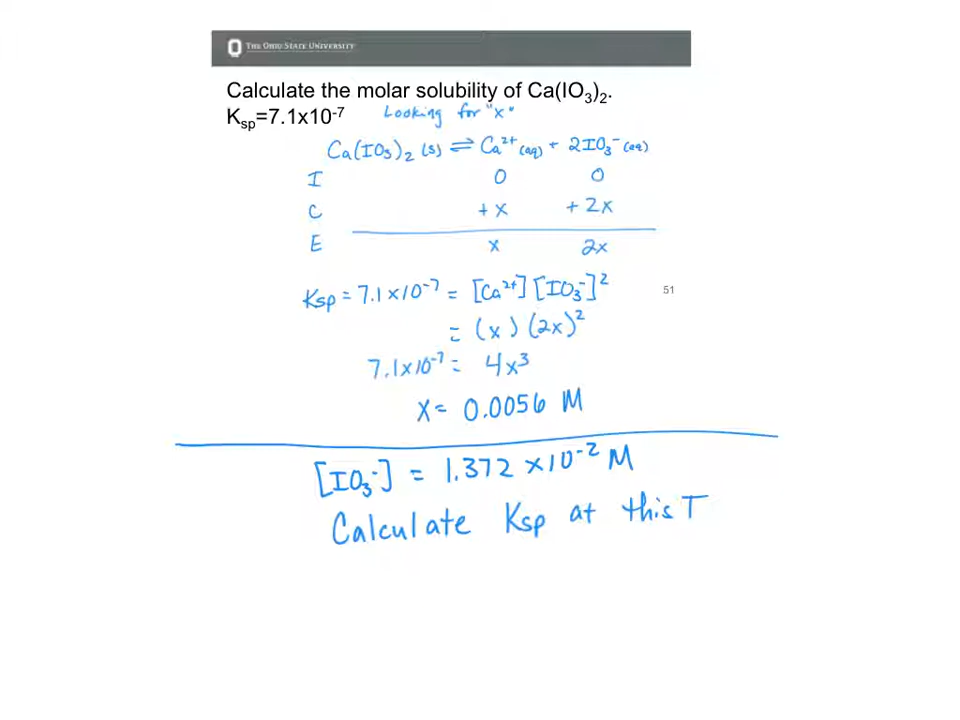 THE OHIO STATE UNIVERSITY
Calculate the molar solubility of Ca(IO₃)₂.
Kₛₚ=7.1x10⁻⁷ Looking for "x"
Ca(IO₃)₂ (s) ⇌ Ca²⁺ (aq) + 2IO₃⁻ (aq)
I 0 0
C + x + 2x
E x 2x
Ksp = 7.1 x 10⁻⁷ = [Ca²⁺] [IO₃⁻]²
51
= (x) (2x)²
7.1x10⁻⁷ = 4x³
x = 0.0056 M
[IO₃⁻] = 1.372 x 10⁻² M
Calculate Ksp at this T